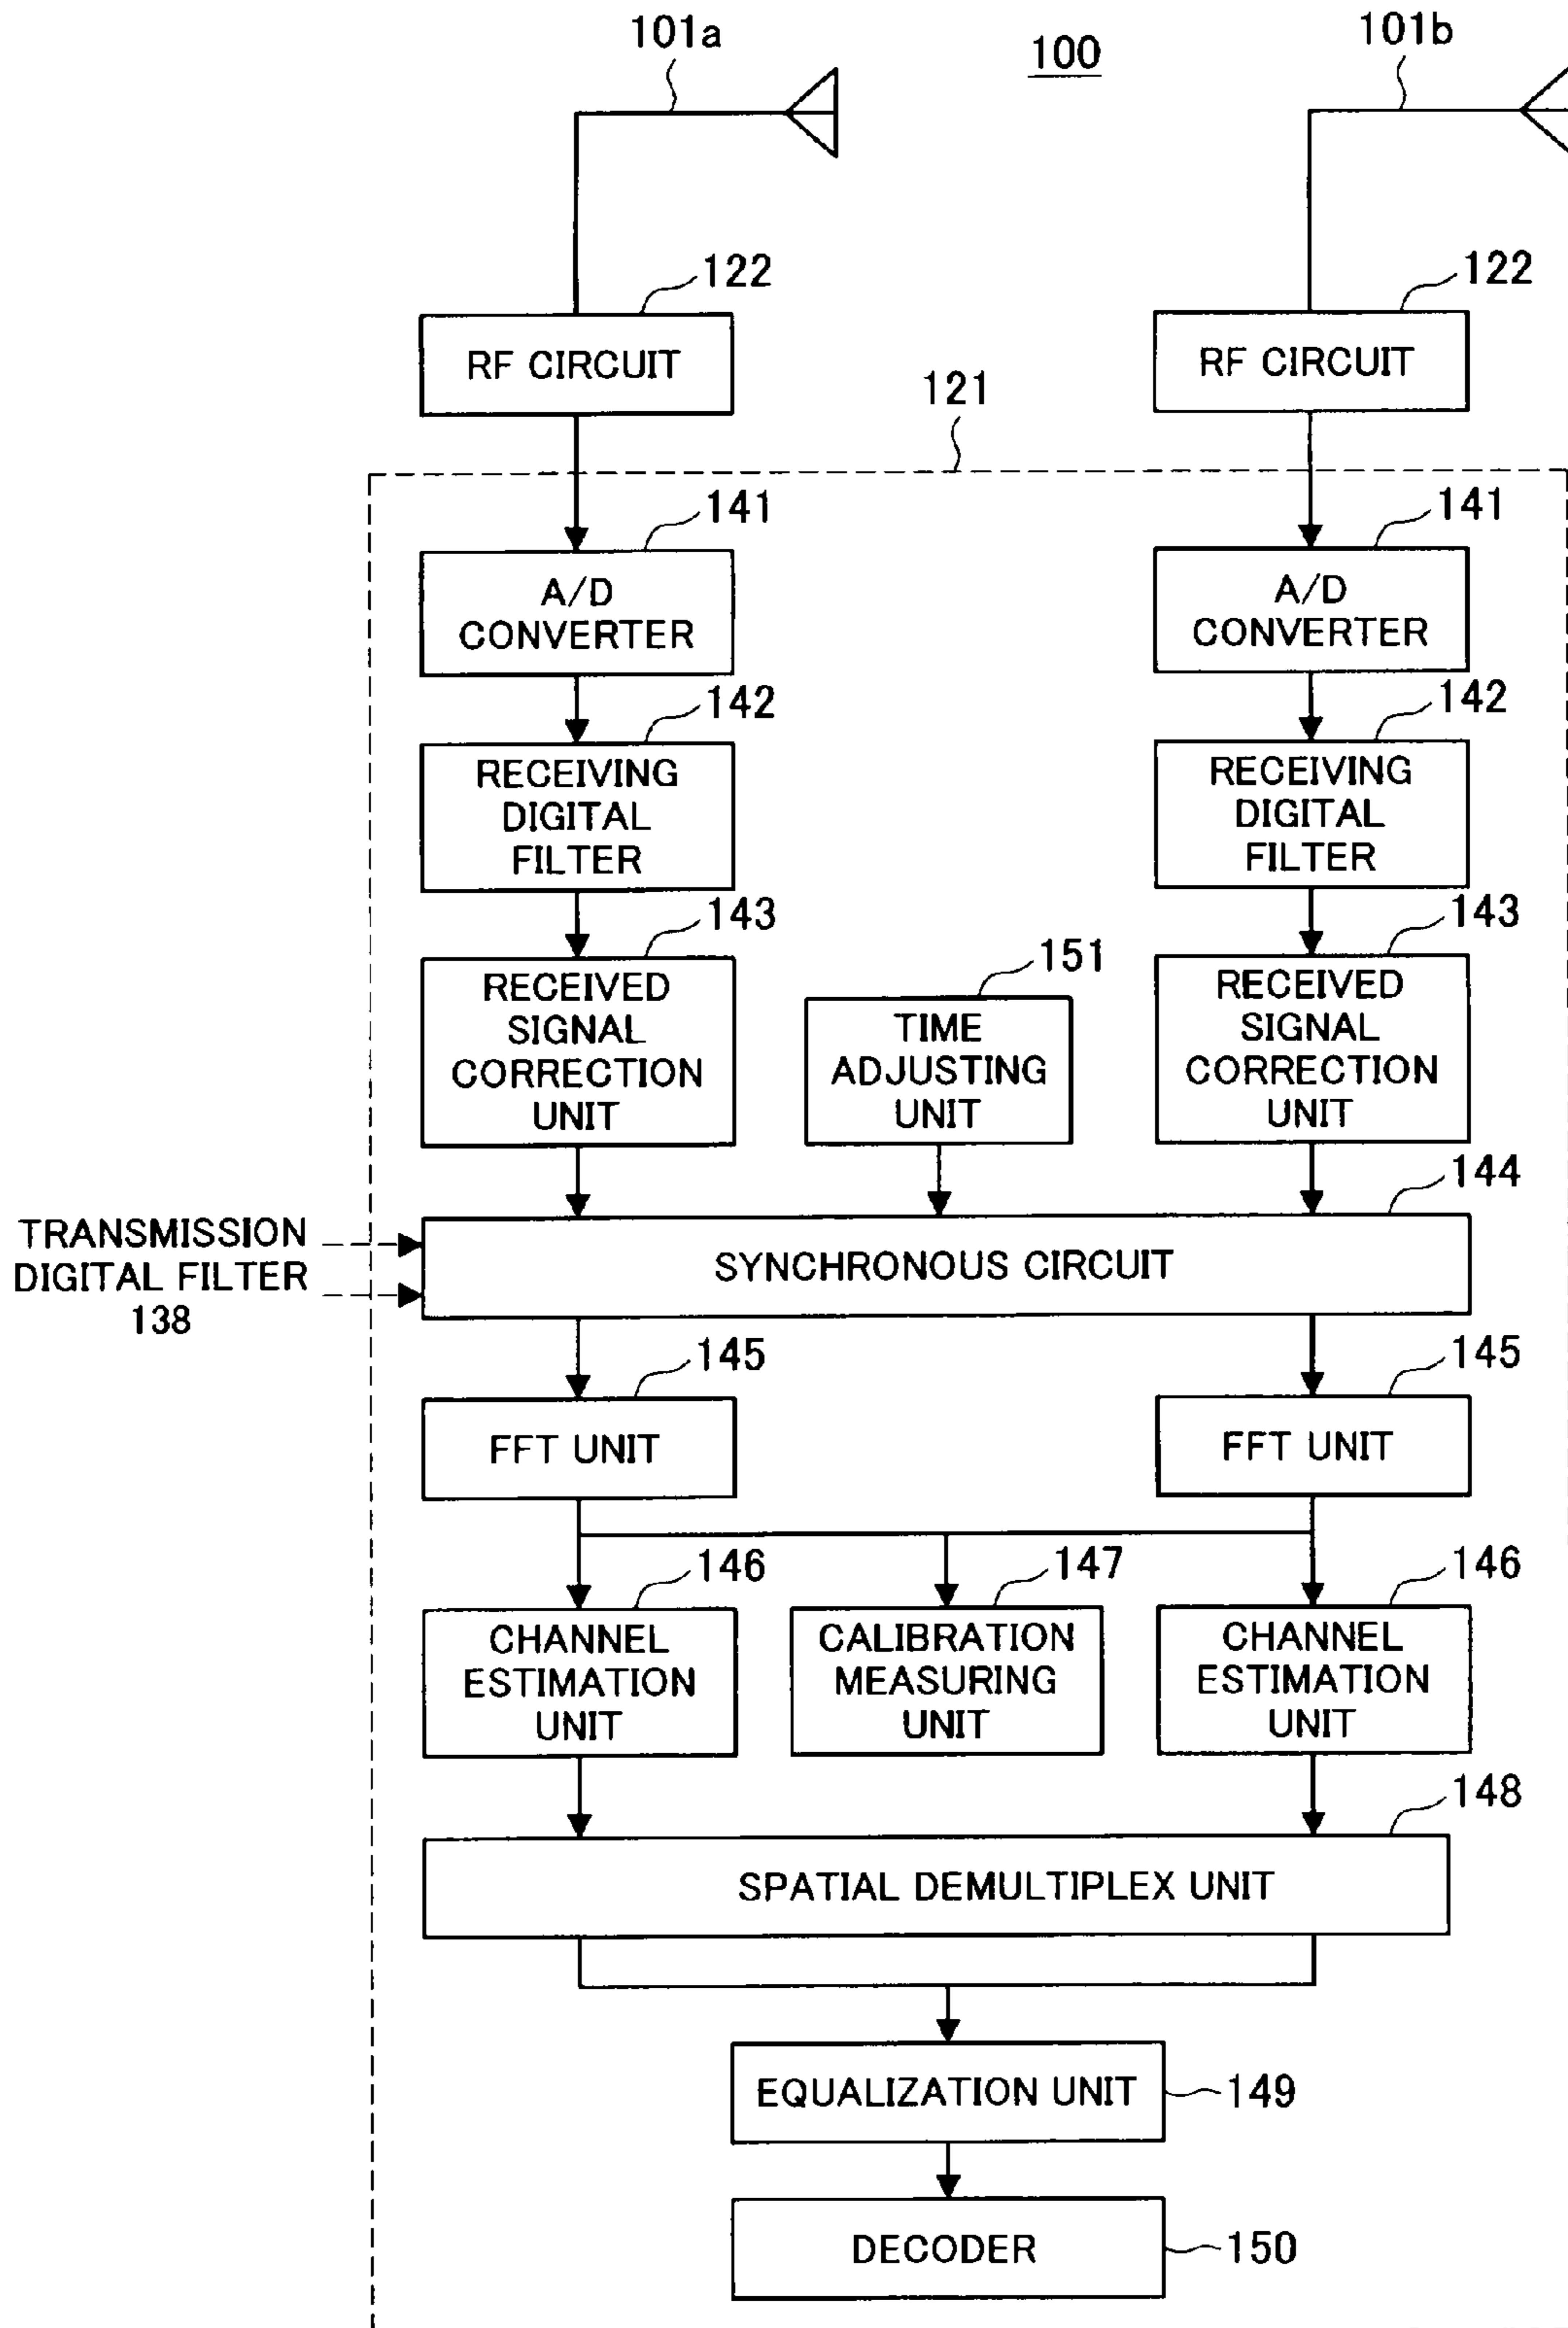 101a
100
101b
122
122
RF CIRCUIT
RF CIRCUIT
121
141
141
A/D
CONVERTER
A/D
CONVERTER
142
142
RECEIVING
DIGITAL
FILTER
RECEIVING
DIGITAL
FILTER
143
143
RECEIVED
SIGNAL
CORRECTION
UNIT
151
TIME
ADJUSTING
UNIT
RECEIVED
SIGNAL
CORRECTION
UNIT
144
TRANSMISSION
DIGITAL FILTER
138
SYNCHRONOUS CIRCUIT
145
145
FFT UNIT
FFT UNIT
146
147
146
CHANNEL
ESTIMATION
UNIT
CALIBRATION
MEASURING
UNIT
CHANNEL
ESTIMATION
UNIT
148
SPATIAL DEMULTIPLEX UNIT
EQUALIZATION UNIT
149
DECODER
150